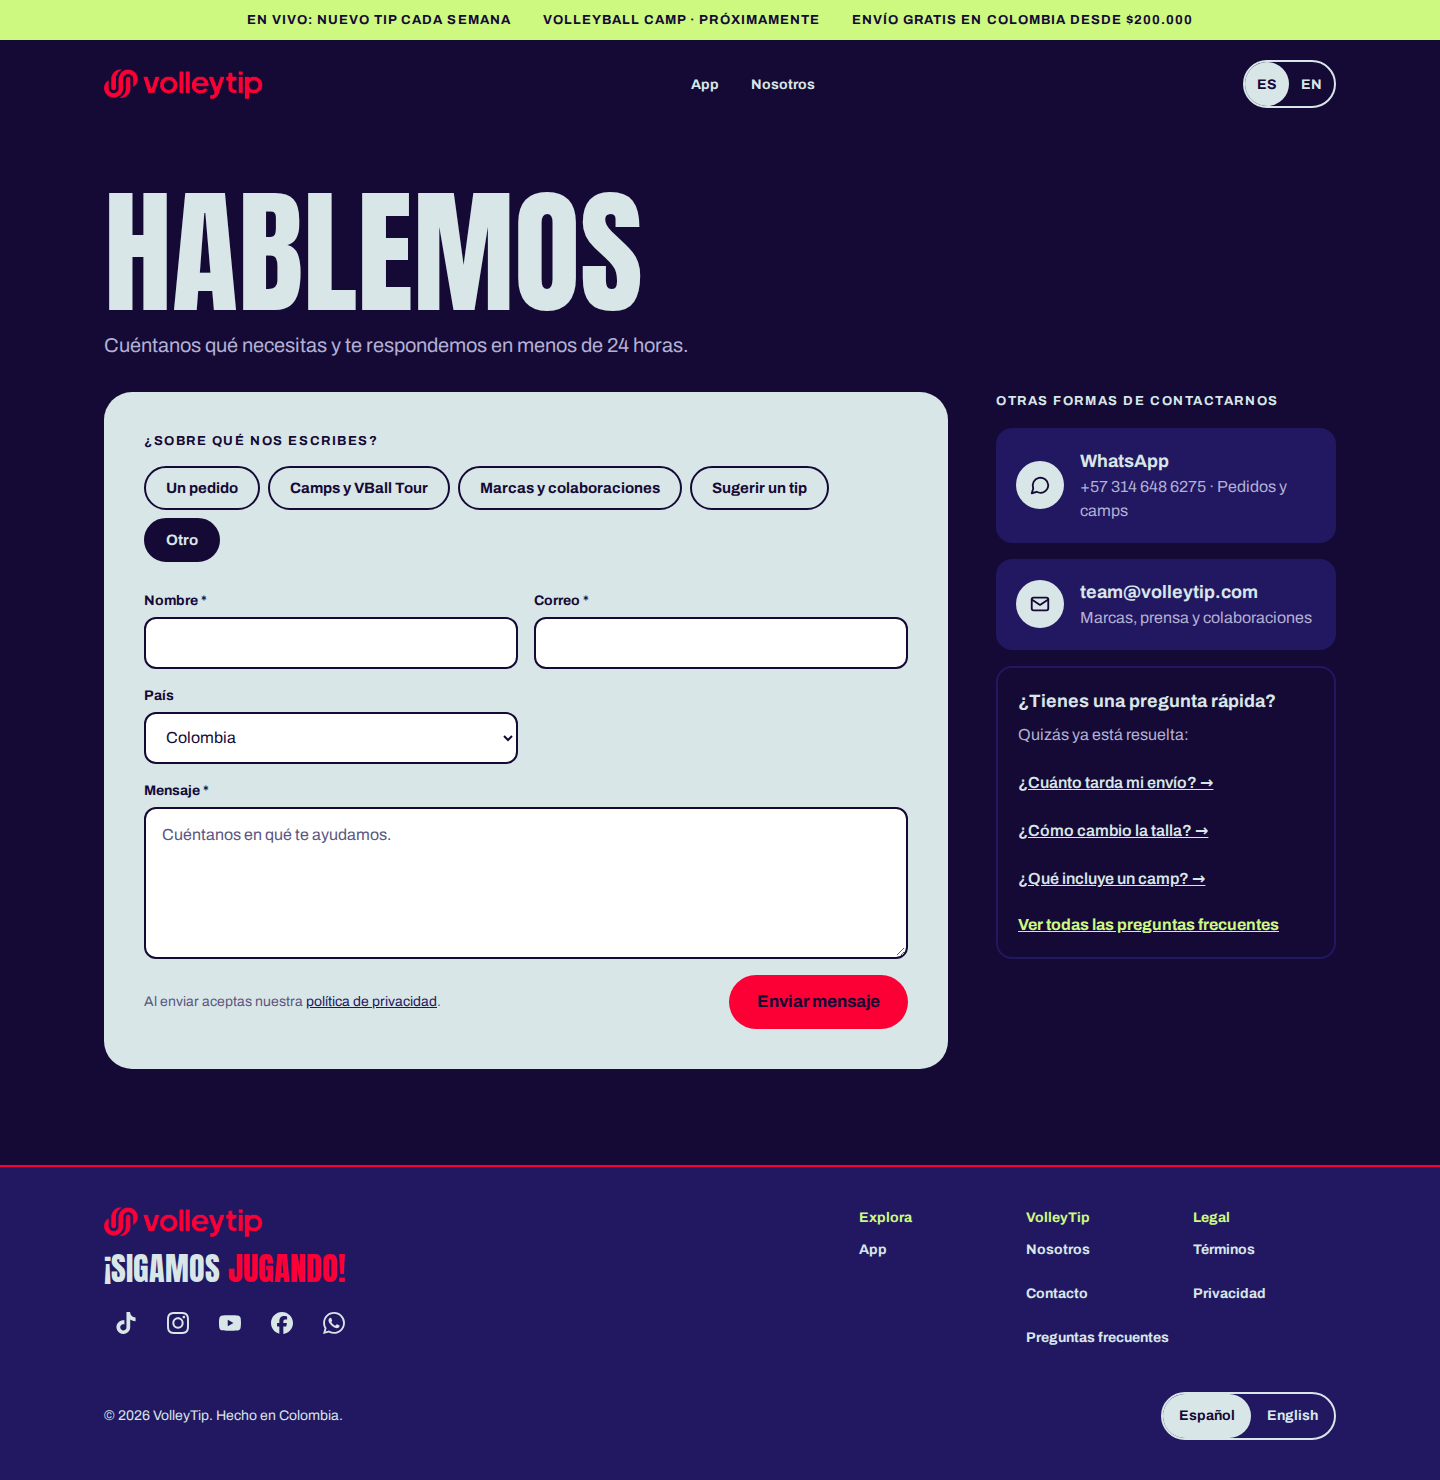 EN VIVO: NUEVO TIP CADA SEMANA VOLLEYBALL CAMP · PRÓXIMAMENTE ENVÍO GRATIS EN COLOMBIA DESDE $200.000
volleytip
App Nosotros
ES EN
HABLEMOS
Cuéntanos qué necesitas y te respondemos en menos de 24 horas.
¿SOBRE QUÉ NOS ESCRIBES?
Un pedido Camps y VBall Tour Marcas y colaboraciones Sugerir un tip
Otro
Nombre * Correo *
País
Colombia
Mensaje *
Cuéntanos en qué te ayudamos.
Al enviar aceptas nuestra política de privacidad.
Enviar mensaje
OTRAS FORMAS DE CONTACTARNOS
WhatsApp
+57 314 648 6275 · Pedidos y
camps
team@volleytip.com
Marcas, prensa y colaboraciones
¿Tienes una pregunta rápida?
Quizás ya está resuelta:
¿Cuánto tarda mi envío? →
¿Cómo cambio la talla? →
¿Qué incluye un camp? →
Ver todas las preguntas frecuentes
volleytip
¡SIGAMOS JUGANDO!
Explora
App
VolleyTip
Nosotros
Contacto
Preguntas frecuentes
Legal
Términos
Privacidad
© 2026 VolleyTip. Hecho en Colombia.
Español English